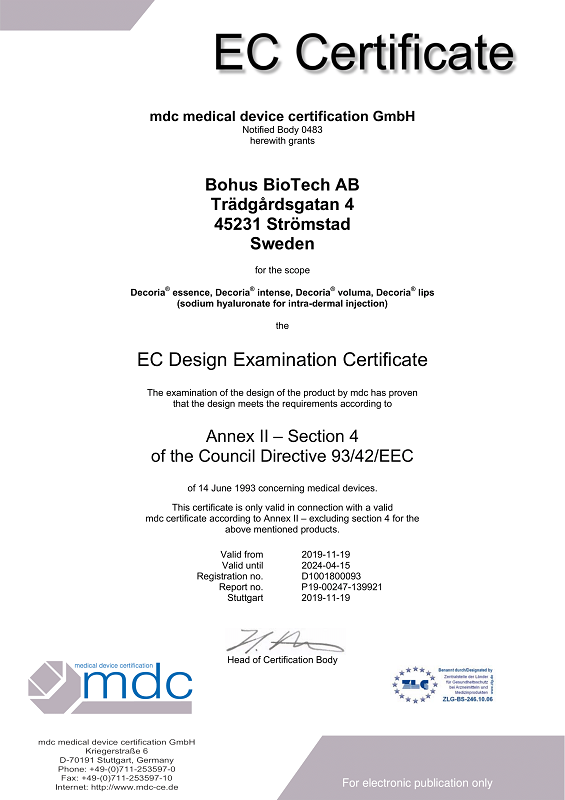 EC Certificate
mdc medical device certification GmbH
Notified Body 0483
herewith grants
Bohus BioTech AB
Trädgårdsgatan 4
45231 Strömstad
Sweden
for the scope
Decoria® essence, Decoria® intense, Decoria® voluma, Decoria® lips
(sodium hyaluronate for intra-dermal injection)
the
EC Design Examination Certificate
The examination of the design of the product by mdc has proven
that the design meets the requirements according to
Annex II – Section 4
of the Council Directive 93/42/EEC
of 14 June 1993 concerning medical devices.
This certificate is only valid in connection with a valid
mdc certificate according to Annex II – excluding section 4 for the
above mentioned products.
Valid from 2019-11-19
Valid until 2024-04-15
Registration no. D1001800093
Report no. P19-00247-139921
Stuttgart 2019-11-19
Head of Certification Body
medical device certification
mdc
Benannt durch/Designated by
Zentralstelle der Länder
für Gesundheitsschutz
bei Arzneimitteln und
Medizinprodukten
ZLG-BS-246.10.06
ZLG
mdc medical device certification GmbH
Kriegerstraße 6
D-70191 Stuttgart, Germany
Phone: +49-(0)711-253597-0
Fax: +49-(0)711-253597-10
Internet: http://www.mdc-ce.de
For electronic publication only